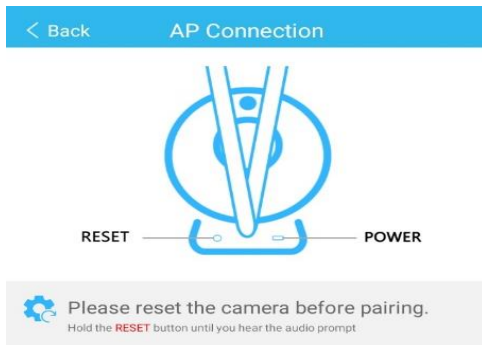 < Back AP Connection
RESET POWER
Please reset the camera before pairing.
Hold the RESET button until you hear the audio prompt